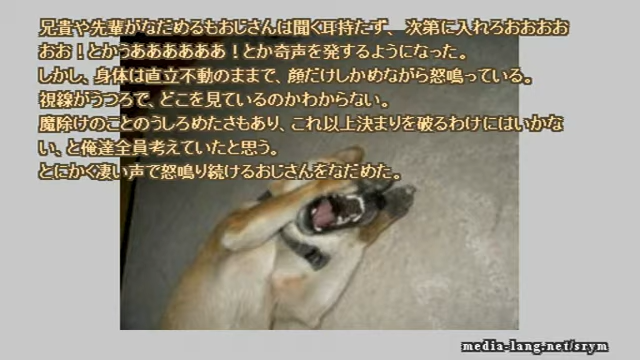 兄貴や先輩がなだめるもおじさんは聞く耳持たず、 次第に入れろおおおお
おお！とかうああああああ！とか奇声を発するようになった。
しかし、身体は直立不動のままで、顔だけしかめながら怒鳴っている。
視線がうつろで、どこを見ているのかわからない。
魔除けのことのうしろめたさもあり、これ以上決まりを破るわけにはいかな
い、と俺達全員考えていたと思う。
とにかく凄い声で怒鳴り続けるおじさんをなだめた。
media-lang-net/srym